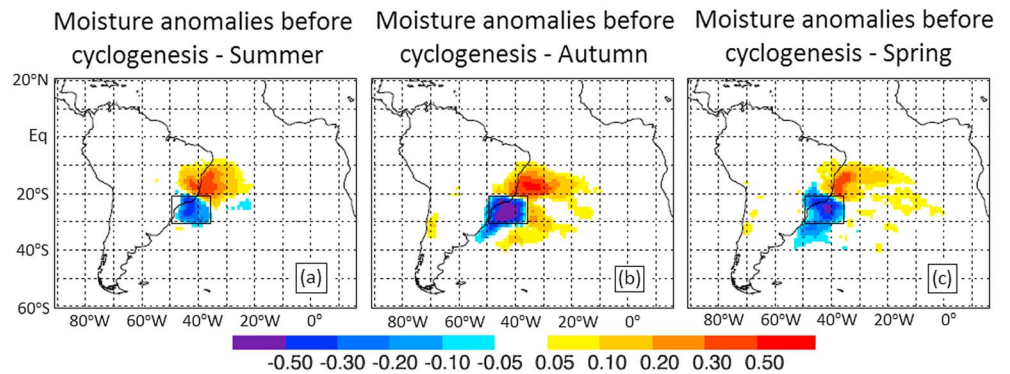 Moisture anomalies before
cyclogenesis - Summer
Moisture anomalies before
cyclogenesis - Autumn
Moisture anomalies before
cyclogenesis - Spring
20°N
Eq
20°S
40°S
60°S
(a)
(b)
(c)
80°W 60°W 40°W 20°W 0°
80°W 60°W 40°W 20°W 0°
80°W 60°W 40°W 20°W 0°
-0.50 -0.30 -0.20 -0.10 -0.05 0.05 0.10 0.20 0.30 0.50